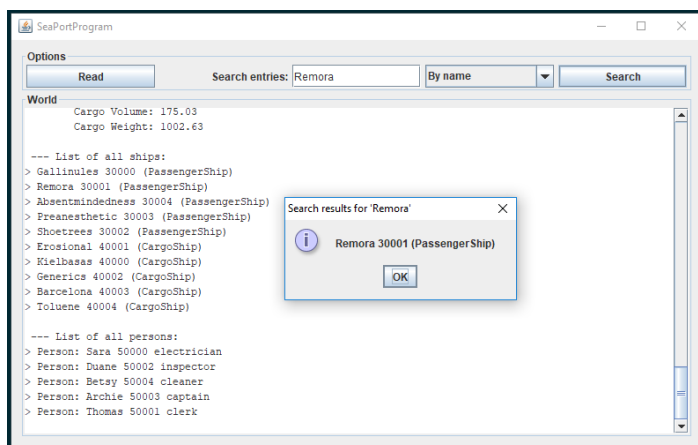 SeaPortProgram
Options
Read Search entries: Remora By name Search
World
Cargo Volume: 175.03
Cargo Weight: 1002.63
--- List of all ships:
> Gallinules 30000 (PassengerShip)
> Remora 30001 (PassengerShip)
> Absentmindedness 30004 (PassengerShip)
> Preanesthetic 30003 (PassengerShip)
> Shoetrees 30002 (PassengerShip)
> Erosional 40001 (CargoShip)
> Kielbasas 40000 (CargoShip)
> Generics 40002 (CargoShip)
> Barcelona 40003 (CargoShip)
> Toluene 40004 (CargoShip)
--- List of all persons:
> Person: Sara 50000 electrician
> Person: Duane 50002 inspector
> Person: Betsy 50004 cleaner
> Person: Archie 50003 captain
> Person: Thomas 50001 clerk
Search results for 'Remora'
Remora 30001 (PassengerShip)
OK